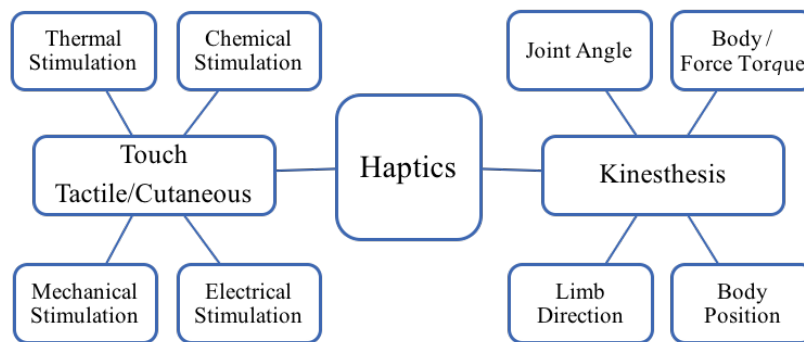 Thermal
Stimulation
Chemical
Stimulation
Joint Angle
Body /
Force Torque
Touch
Tactile/Cutaneous
Haptics
Kinesthesis
Mechanical
Stimulation
Electrical
Stimulation
Limb
Direction
Body
Position